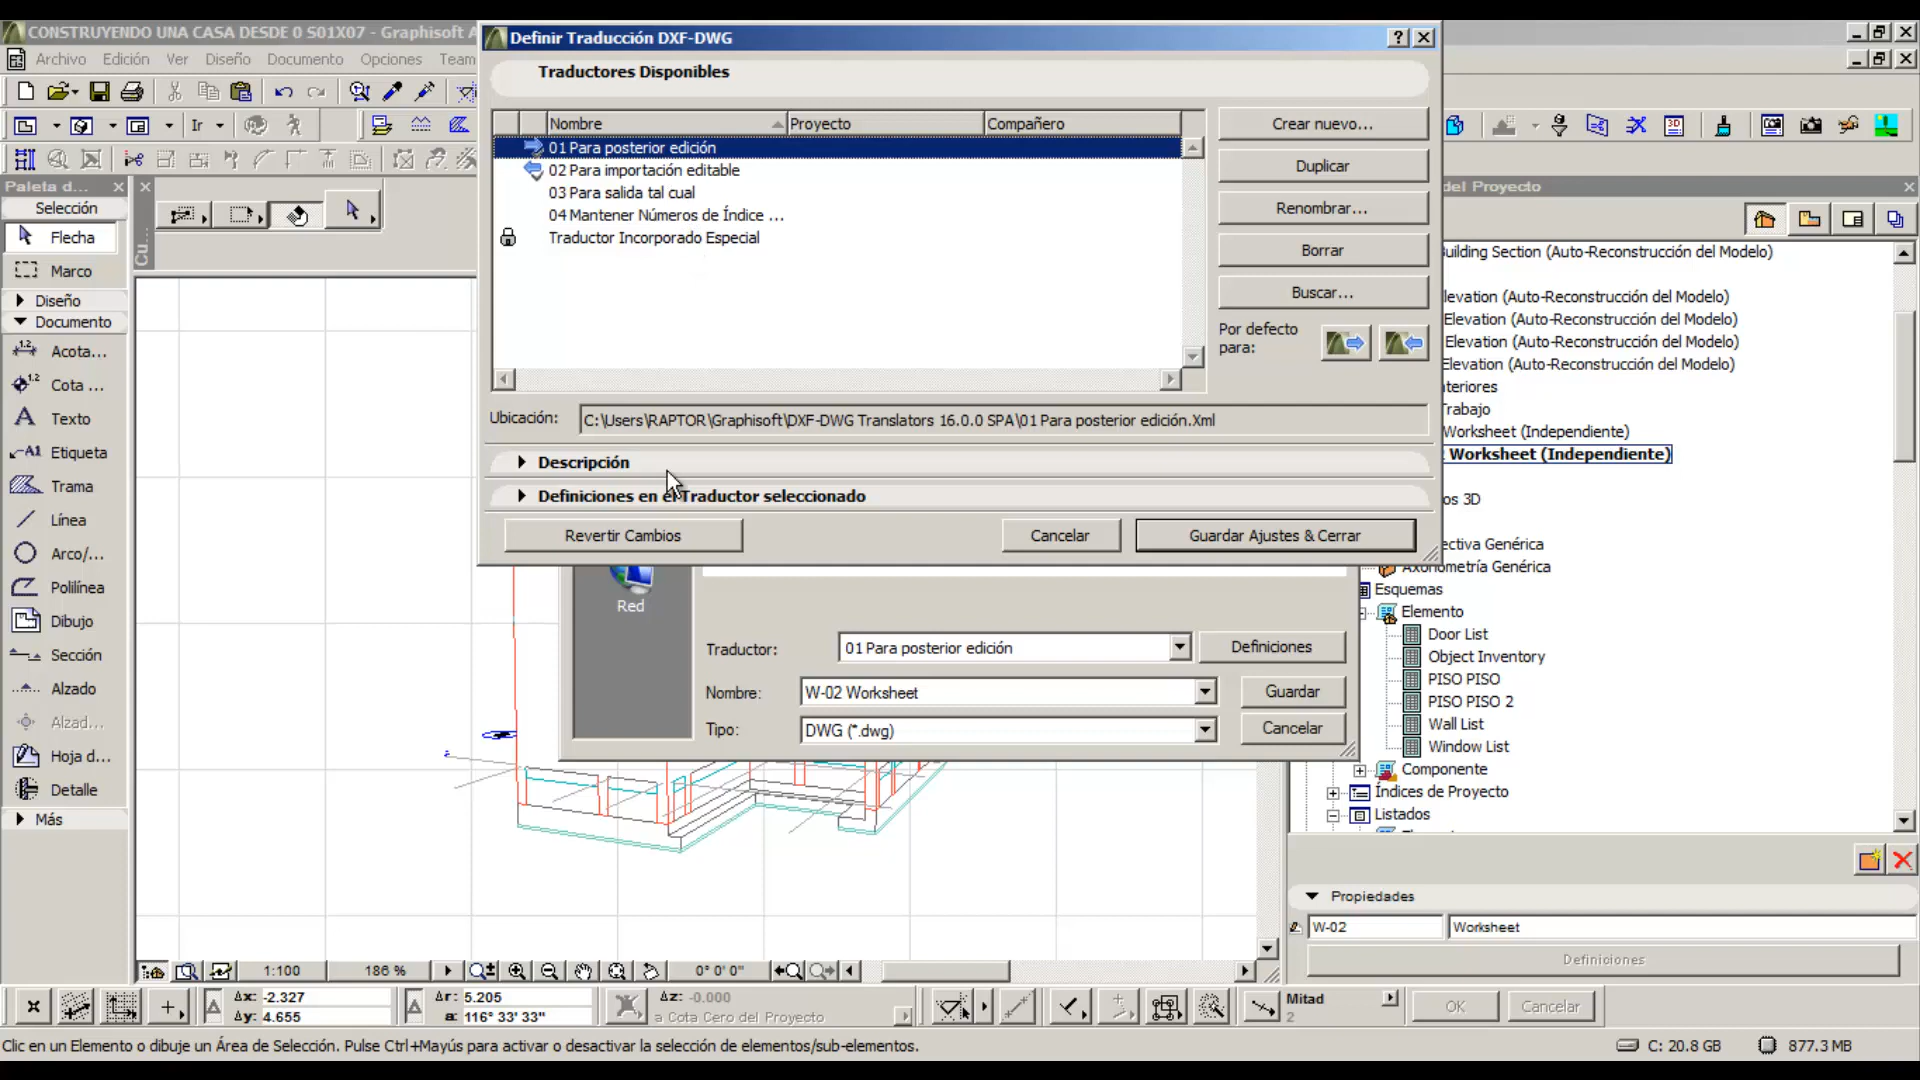 CONSTRUYENDO UNA CASA DESDE 0 S01X07 - Graphisoft A
Archivo Edición Ver Diseño Documento Opciones Team
Ir
Paleta d...
Selección
Flecha
Marco
Diseño
Documento
Acota...
Cota ...
Texto
Etiqueta
Trama
Línea
Arco/...
Polilínea
Dibujo
Sección
Alzado
Alzad...
Hoja d...
Detalle
Más
Cu...
Definir Traducción DXF-DWG
Traductores Disponibles
Nombre Proyecto Compañero
01 Para posterior edición
02 Para importación editable
03 Para salida tal cual
04 Mantener Números de Índice ...
Traductor Incorporado Especial
Crear nuevo...
Duplicar
Renombrar...
Borrar
Buscar...
Por defecto
para:
Ubicación: C:\Users\RAPTOR\Graphisoft\DXF-DWG Translators 16.0.0 SPA\01 Para posterior edición.Xml
Descripción
Definiciones en el Traductor seleccionado
Revertir Cambios Cancelar Guardar Ajustes & Cerrar
Red
Traductor: 01 Para posterior edición Definiciones
Nombre: W-02 Worksheet Guardar
Tipo: DWG (*.dwg) Cancelar
del Proyecto
Building Section (Auto-Reconstrucción del Modelo)
levation (Auto-Reconstrucción del Modelo)
Elevation (Auto-Reconstrucción del Modelo)
Elevation (Auto-Reconstrucción del Modelo)
Elevation (Auto-Reconstrucción del Modelo)
teriores
Trabajo
Worksheet (Independiente)
Worksheet (Independiente)
os 3D
ectiva Genérica
Axonometría Genérica
Esquemas
Elemento
Door List
Object Inventory
PISO PISO
PISO PISO 2
Wall List
Window List
Componente
Índices de Proyecto
Listados
Propiedades
W-02 Worksheet
Definiciones
1:100 186 % 0° 0' 0"
Δx: -2.327
Δy: 4.655
Δr: 5.205
a: 116° 33' 33"
Δz: -0.000
a Cota Cero del Proyecto
Mitad
2
OK Cancelar
Clic en un Elemento o dibuje un Área de Selección. Pulse Ctrl+Mayús para activar o desactivar la selección de elementos/sub-elementos.
C: 20.8 GB 877.3 MB